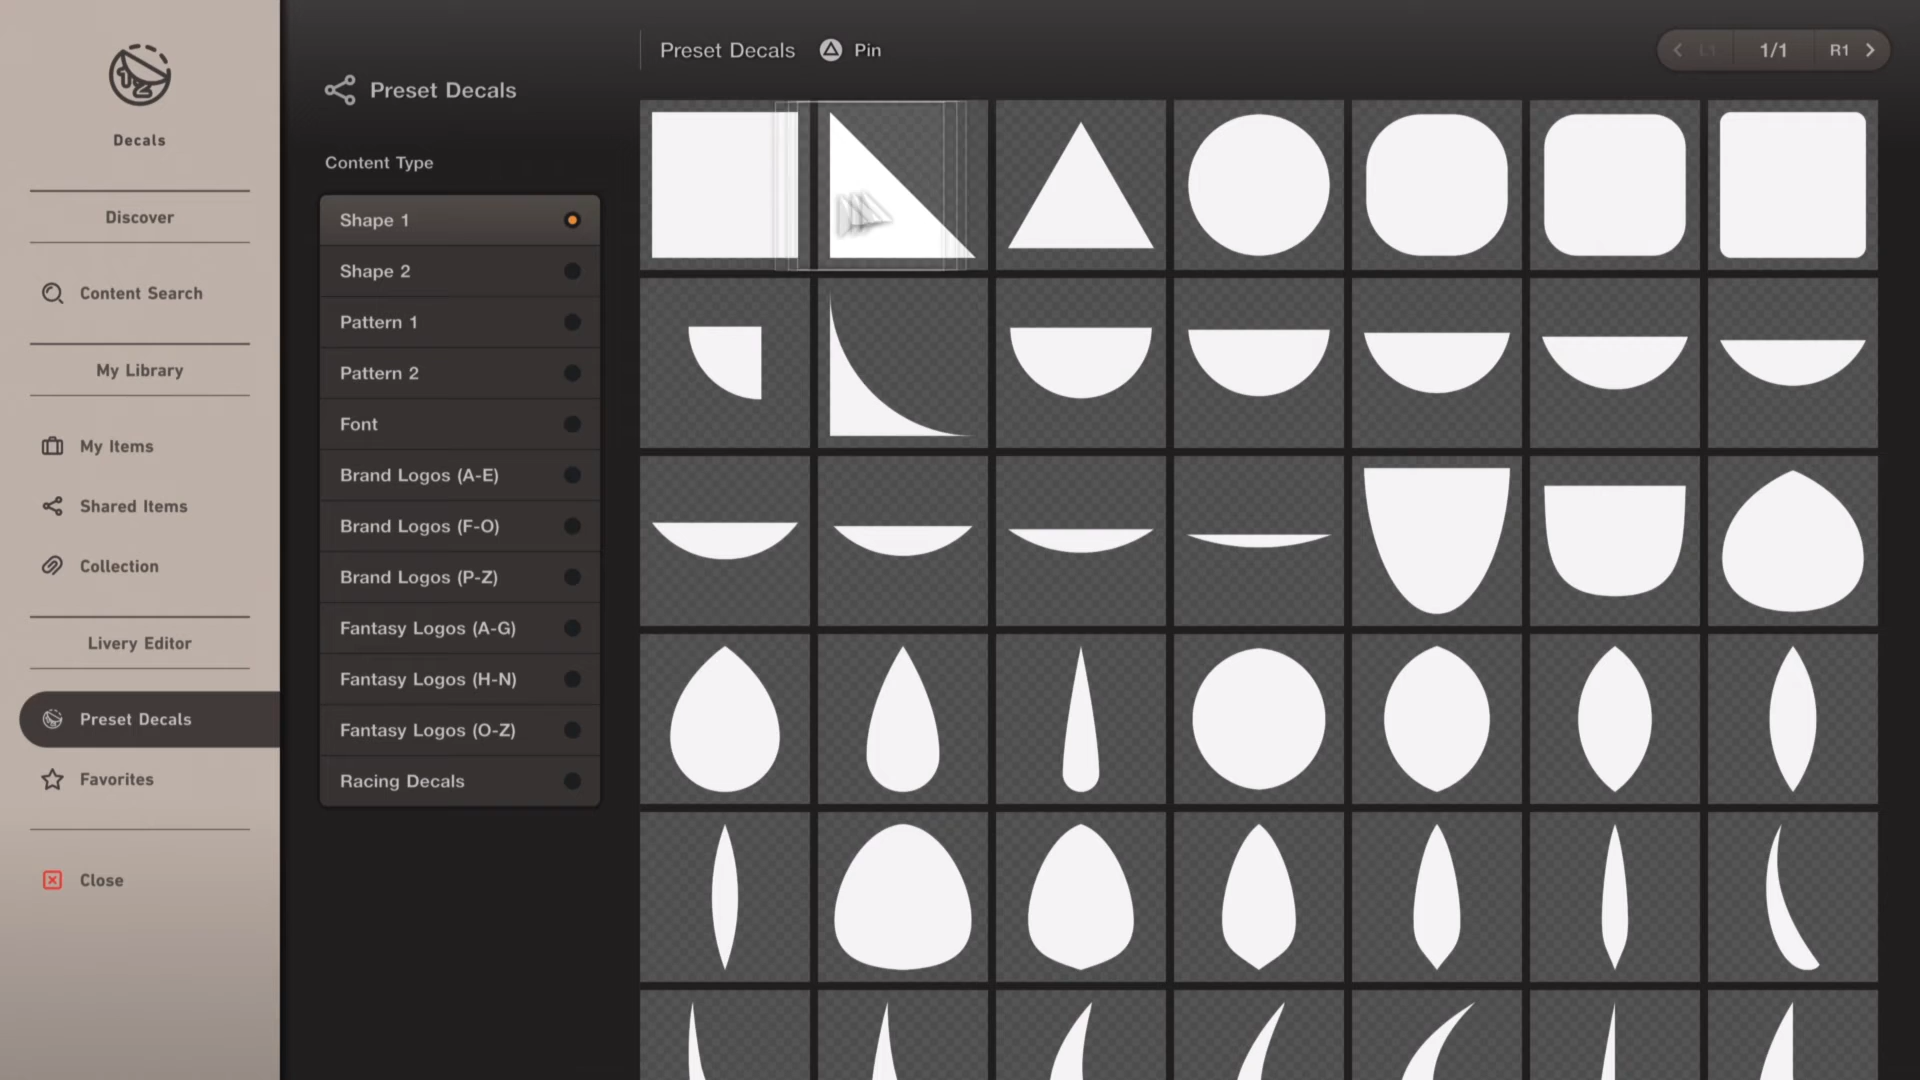 Decals
Discover
Content Search
My Library
My Items
Shared Items
Collection
Livery Editor
Preset Decals
Favorites
Close
Preset Decals
Content Type
Shape 1
Shape 2
Pattern 1
Pattern 2
Font
Brand Logos (A-E)
Brand Logos (F-O)
Brand Logos (P-Z)
Fantasy Logos (A-G)
Fantasy Logos (H-N)
Fantasy Logos (O-Z)
Racing Decals
Preset Decals Pin
L1 1/1 R1